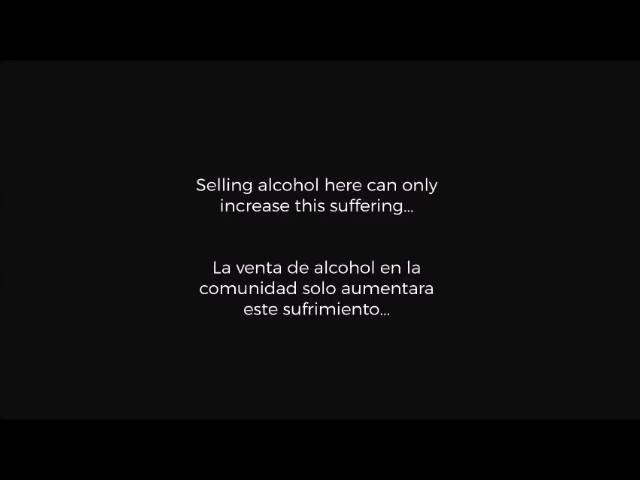 Selling alcohol here can only
increase this suffering...
La venta de alcohol en la
comunidad solo aumentara
este sufrimiento...